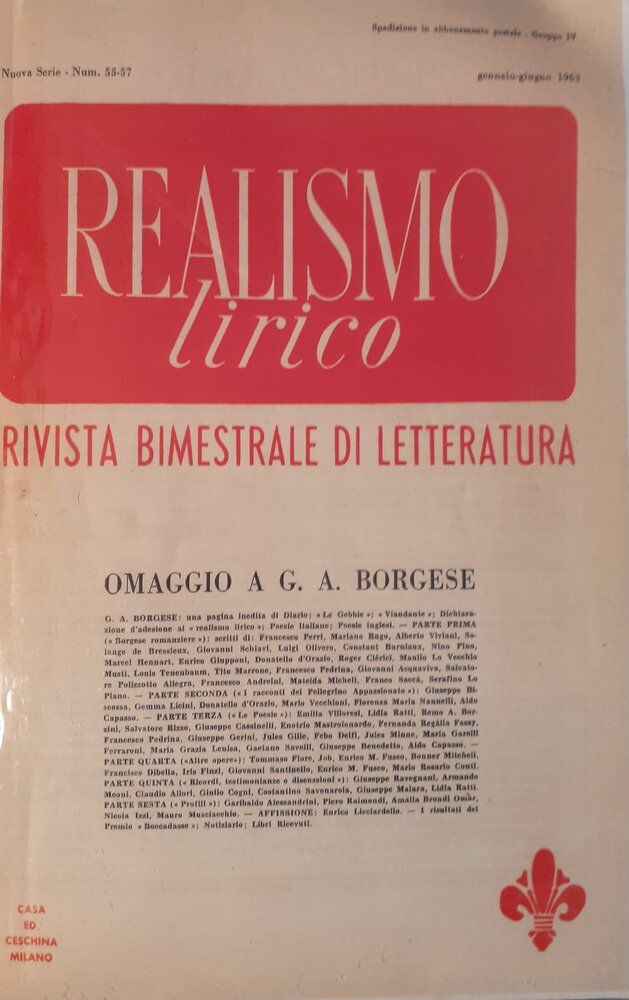 Spedizione in abbonamento postale - Gruppo IV
Nuova Serie - Num. 55-57
gennaio-giugno 1963
REALISMO
lirico
RIVISTA BIMESTRALE DI LETTERATURA
OMAGGIO A G. A. BORGESE
G. A. BORGESE: una pagina inedita di Diario; « Le Gebbie »; « Viandante »; Dichiara-
zione d'adesione al « realismo lirico »; Poesie italiane; Poesie inglesi. — PARTE PRIMA
(« Borgese romanziere »): scritti di: Francesco Perri, Mariano Rugo, Alberto Viviani, So-
lange de Bressieux, Giovanni Schiavi, Luigi Olivero, Constant Burniaux, Nino Pino,
Marcel Hennart, Enrico Giupponi, Donatello d'Orazio, Roger Clérici, Manlio Lo Vecchio
Musti, Louis Tenenbaum, Tito Marrone, Francesco Pedrina, Giovanni Acquaviva, Salvato-
re Polizzotto Allegra, Francesco Andreini, Mateida Micheli, Franco Saccà, Serafino Lo
Piano. — PARTE SECONDA (« I racconti del Pellegrino Appassionato »): Giuseppe Bi-
scossa, Gemma Licini, Donatello d'Orazio, Mario Vecchioni, Florenza Maria Nannelli, Aldo
Capasso. — PARTE TERZA (« Le Poesie »): Emilia Villoresi, Lidia Ratti, Remo A. Bor-
zini, Salvatore Rizzo, Giuseppe Cassinelli, Enotrio Mastrolonardo, Fernanda Regàlia Fassy,
Francesco Pedrina, Giuseppe Gerini, Jules Gille, Febo Delfi, Jules Minne, Maria Garelli
Ferraroni, Maria Grazia Lenisa, Gaetano Savelli, Giuseppe Benedetto, Aldo Capasso. —
PARTE QUARTA («Altre opere»): Tommaso Fiore, Job, Enrico M. Fusco, Bonner Mitchell,
Francisco Dibella, Iris Finzi, Giovanni Santinello, Enrico M. Fusco, Mario Rosario Conti.
PARTE QUINTA (« Ricordi, testimonianze e discussioni »): Giuseppe Ravegnani, Armando
Meoni, Claudio Allori, Giulio Cogni, Costantino Savonarola, Giuseppe Malara, Lidia Ratti.
PARTE SESTA (« Profili »): Garibaldo Alessandrini, Piero Raimondi, Amalia Brondi Omàr,
Nicola Izzi, Mauro Musciacchio. — AFFISSIONE: Enrico Licciardello. — I risultati del
Premio « Boccadasse »; Notiziario; Libri Ricevuti.
CASA
ED.
CESCHINA
MILANO